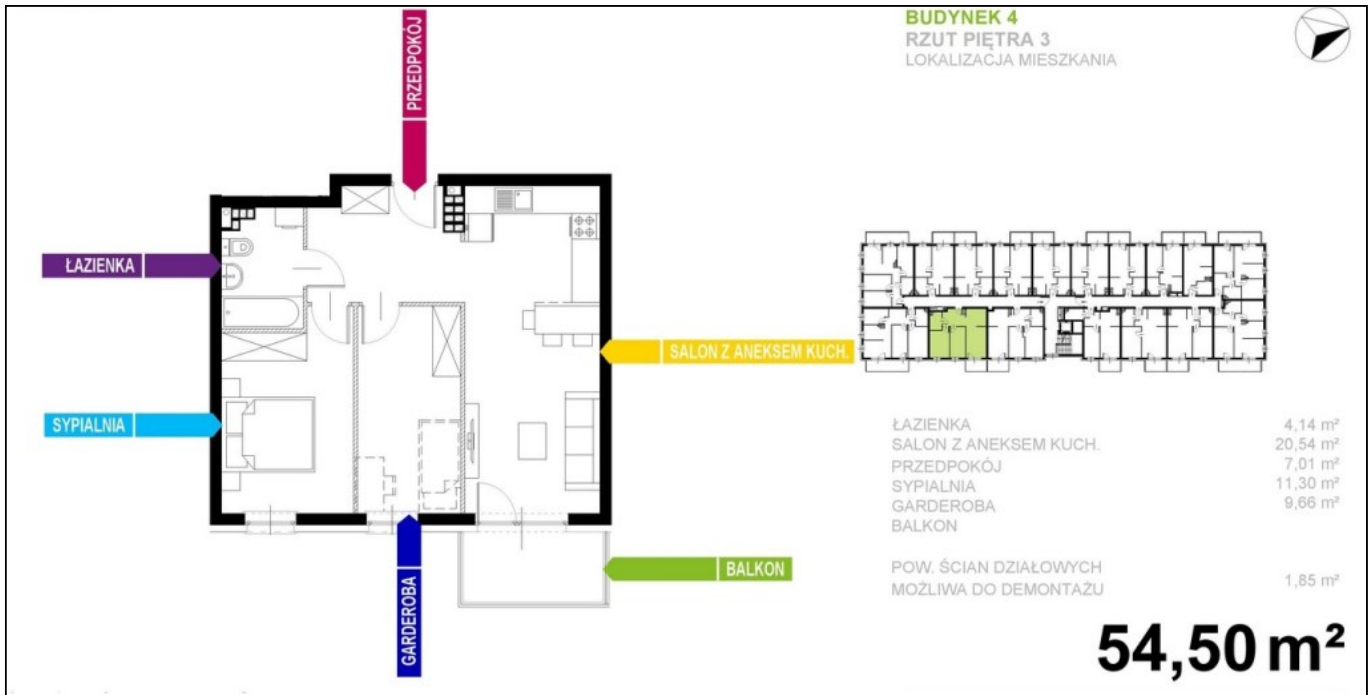 BUDYNEK 4
RZUT PIĘTRA 3
LOKALIZACJA MIESZKANIA
PRZEDPOKÓJ
ŁAZIENKA
SALON Z ANEKSEM KUCH.
SYPIALNIA
BALKON
GARDEROBA
ŁAZIENKA 4,14 m²
SALON Z ANEKSEM KUCH. 20,54 m²
PRZEDPOKÓJ 7,01 m²
SYPIALNIA 11,30 m²
GARDEROBA 9,66 m²
BALKON
POW. ŚCIAN DZIAŁOWYCH
MOŻLIWA DO DEMONTAŻU 1,85 m²
54,50 m²